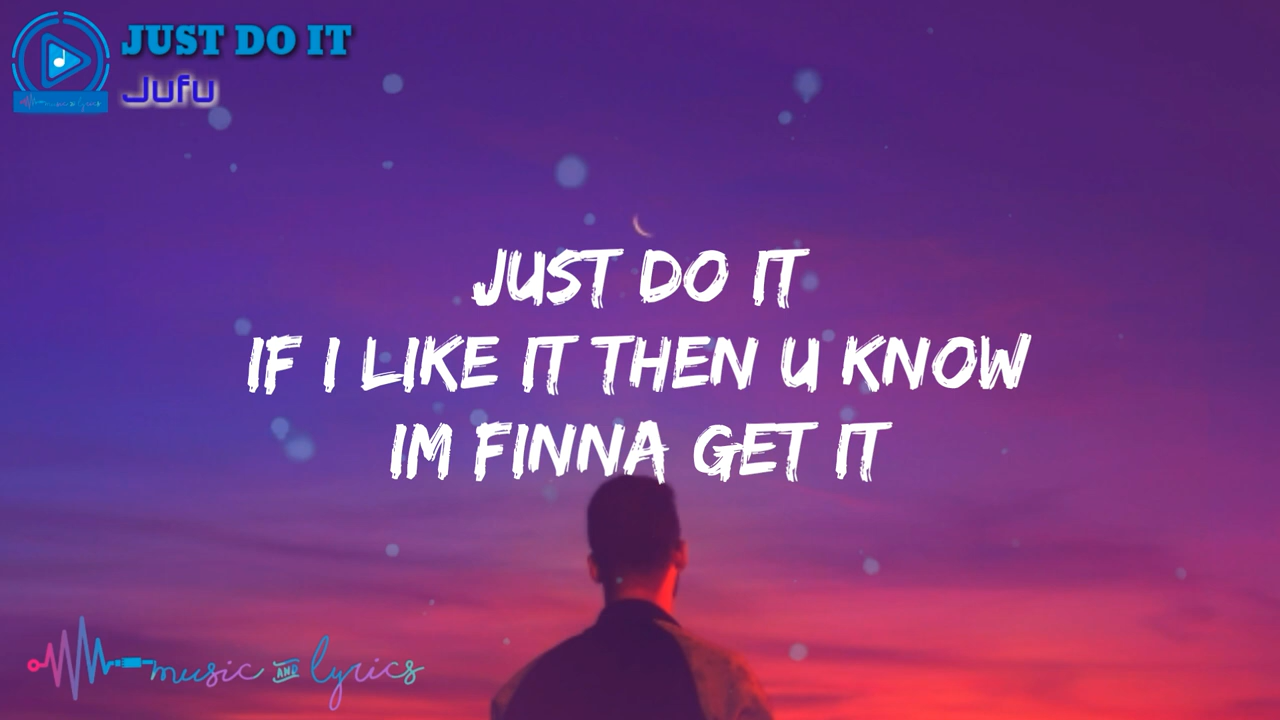 JUST DO IT
Jufu
JUST DO IT
IF I LIKE IT THEN U KNOW
IM FINNA GET IT
music AND lyrics